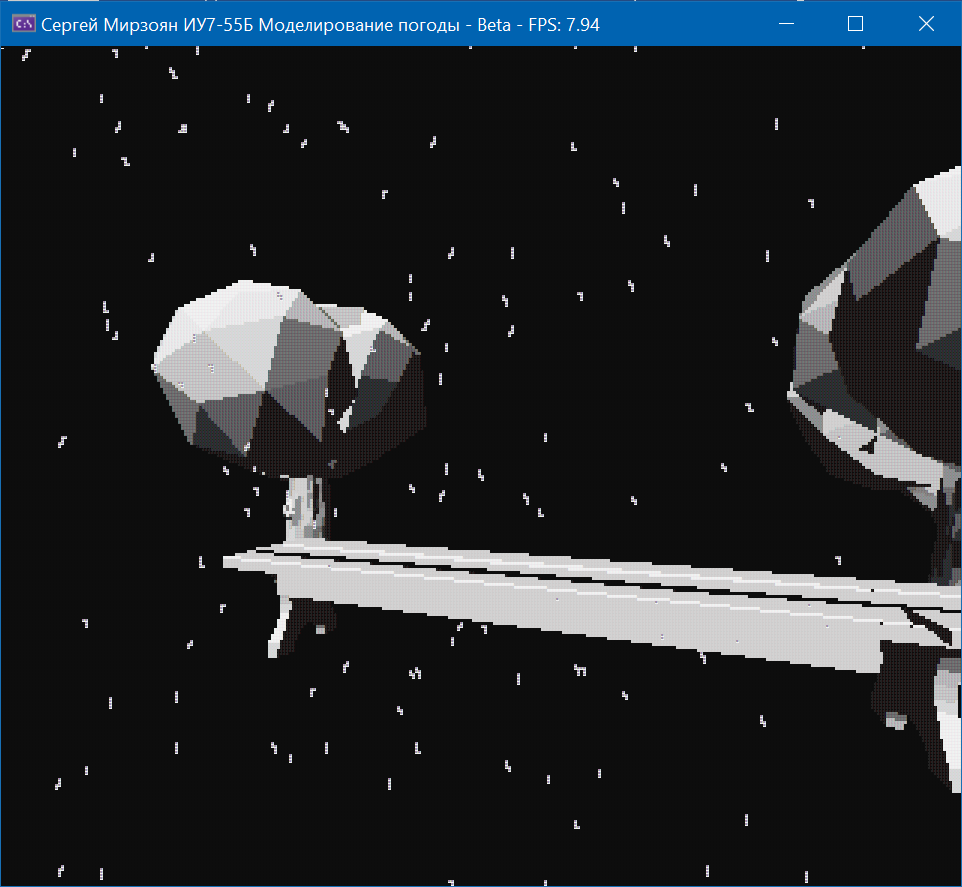 Сергей Мирзоян ИУ7-55Б Моделирование погоды - Beta - FPS: 7.94